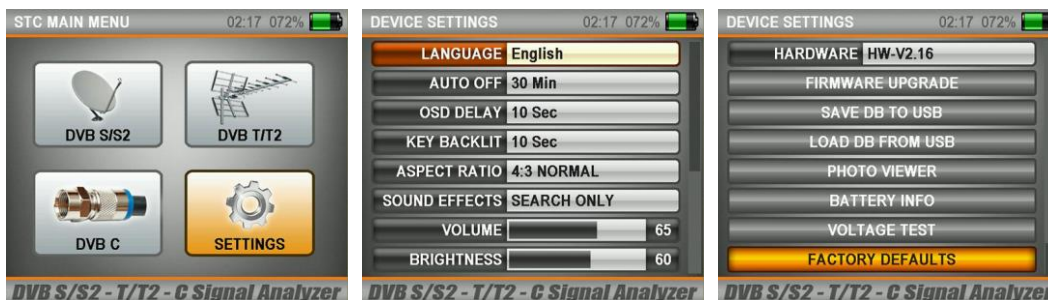 STC MAIN MENU 02:17 072%
DVB S/S2 DVB T/T2
DVB C SETTINGS
DVB S/S2 - T/T2 - C Signal Analyzer
DEVICE SETTINGS 02:17 072%
LANGUAGE English
AUTO OFF 30 Min
OSD DELAY 10 Sec
KEY BACKLIT 10 Sec
ASPECT RATIO 4:3 NORMAL
SOUND EFFECTS SEARCH ONLY
VOLUME 65
BRIGHTNESS 60
DVB S/S2 - T/T2 - C Signal Analyzer
DEVICE SETTINGS 02:17 072%
HARDWARE HW-V2.16
FIRMWARE UPGRADE
SAVE DB TO USB
LOAD DB FROM USB
PHOTO VIEWER
BATTERY INFO
VOLTAGE TEST
FACTORY DEFAULTS
DVB S/S2 - T/T2 - C Signal Analyzer